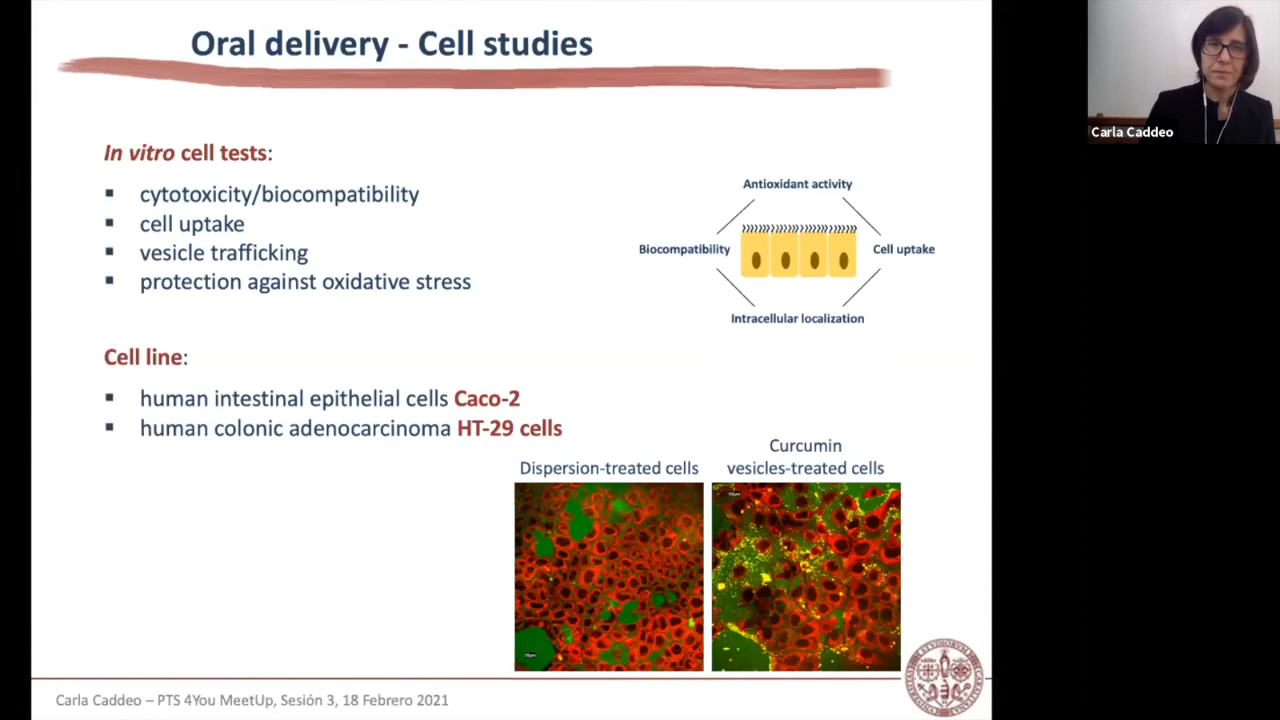 Oral delivery - Cell studies
Carla Caddeo
In vitro cell tests:
▪ cytotoxicity/biocompatibility
▪ cell uptake
▪ vesicle trafficking
▪ protection against oxidative stress
Antioxidant activity
Biocompatibility
Cell uptake
Intracellular localization
Cell line:
▪ human intestinal epithelial cells Caco-2
▪ human colonic adenocarcinoma HT-29 cells
Dispersion-treated cells
Curcumin
vesicles-treated cells
Carla Caddeo – PTS 4You MeetUp, Sesión 3, 18 Febrero 2021